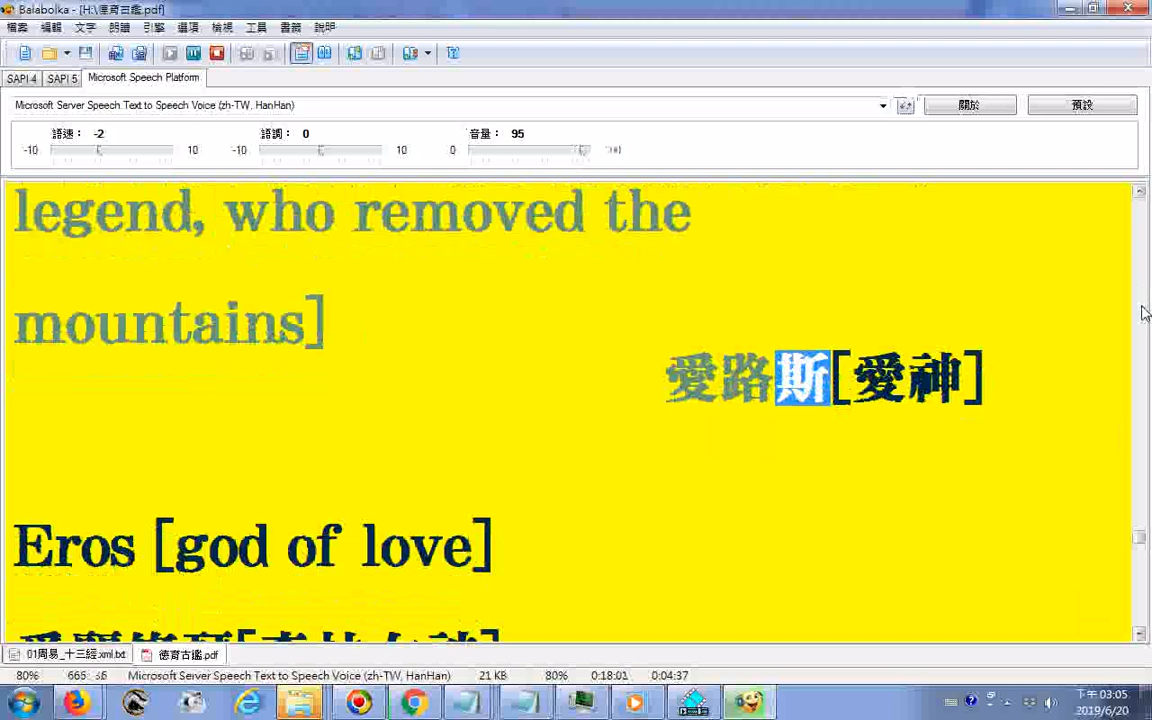 Balabolka - [H:\德育古鑑.pdf]
檔案 編輯 文字 朗讀 引擎 選項 檢視 工具 書籤 說明
SAPI 4 SAPI 5 Microsoft Speech Platform
Microsoft Server Speech Text to Speech Voice (zh-TW, HanHan) 關於 預設
語速： -2 語調： 0 音量： 95
-10 10 -10 10 0 100
legend, who removed the
mountains]
愛路斯[愛神]
Eros [god of love]
01周易_十三經.xml.txt 德育古鑑.pdf
80% Microsoft Server Speech Text to Speech Voice (zh-TW, HanHan) 21 KB 80% 0:18:01 0:04:37
下午 03:05
2019/6/20